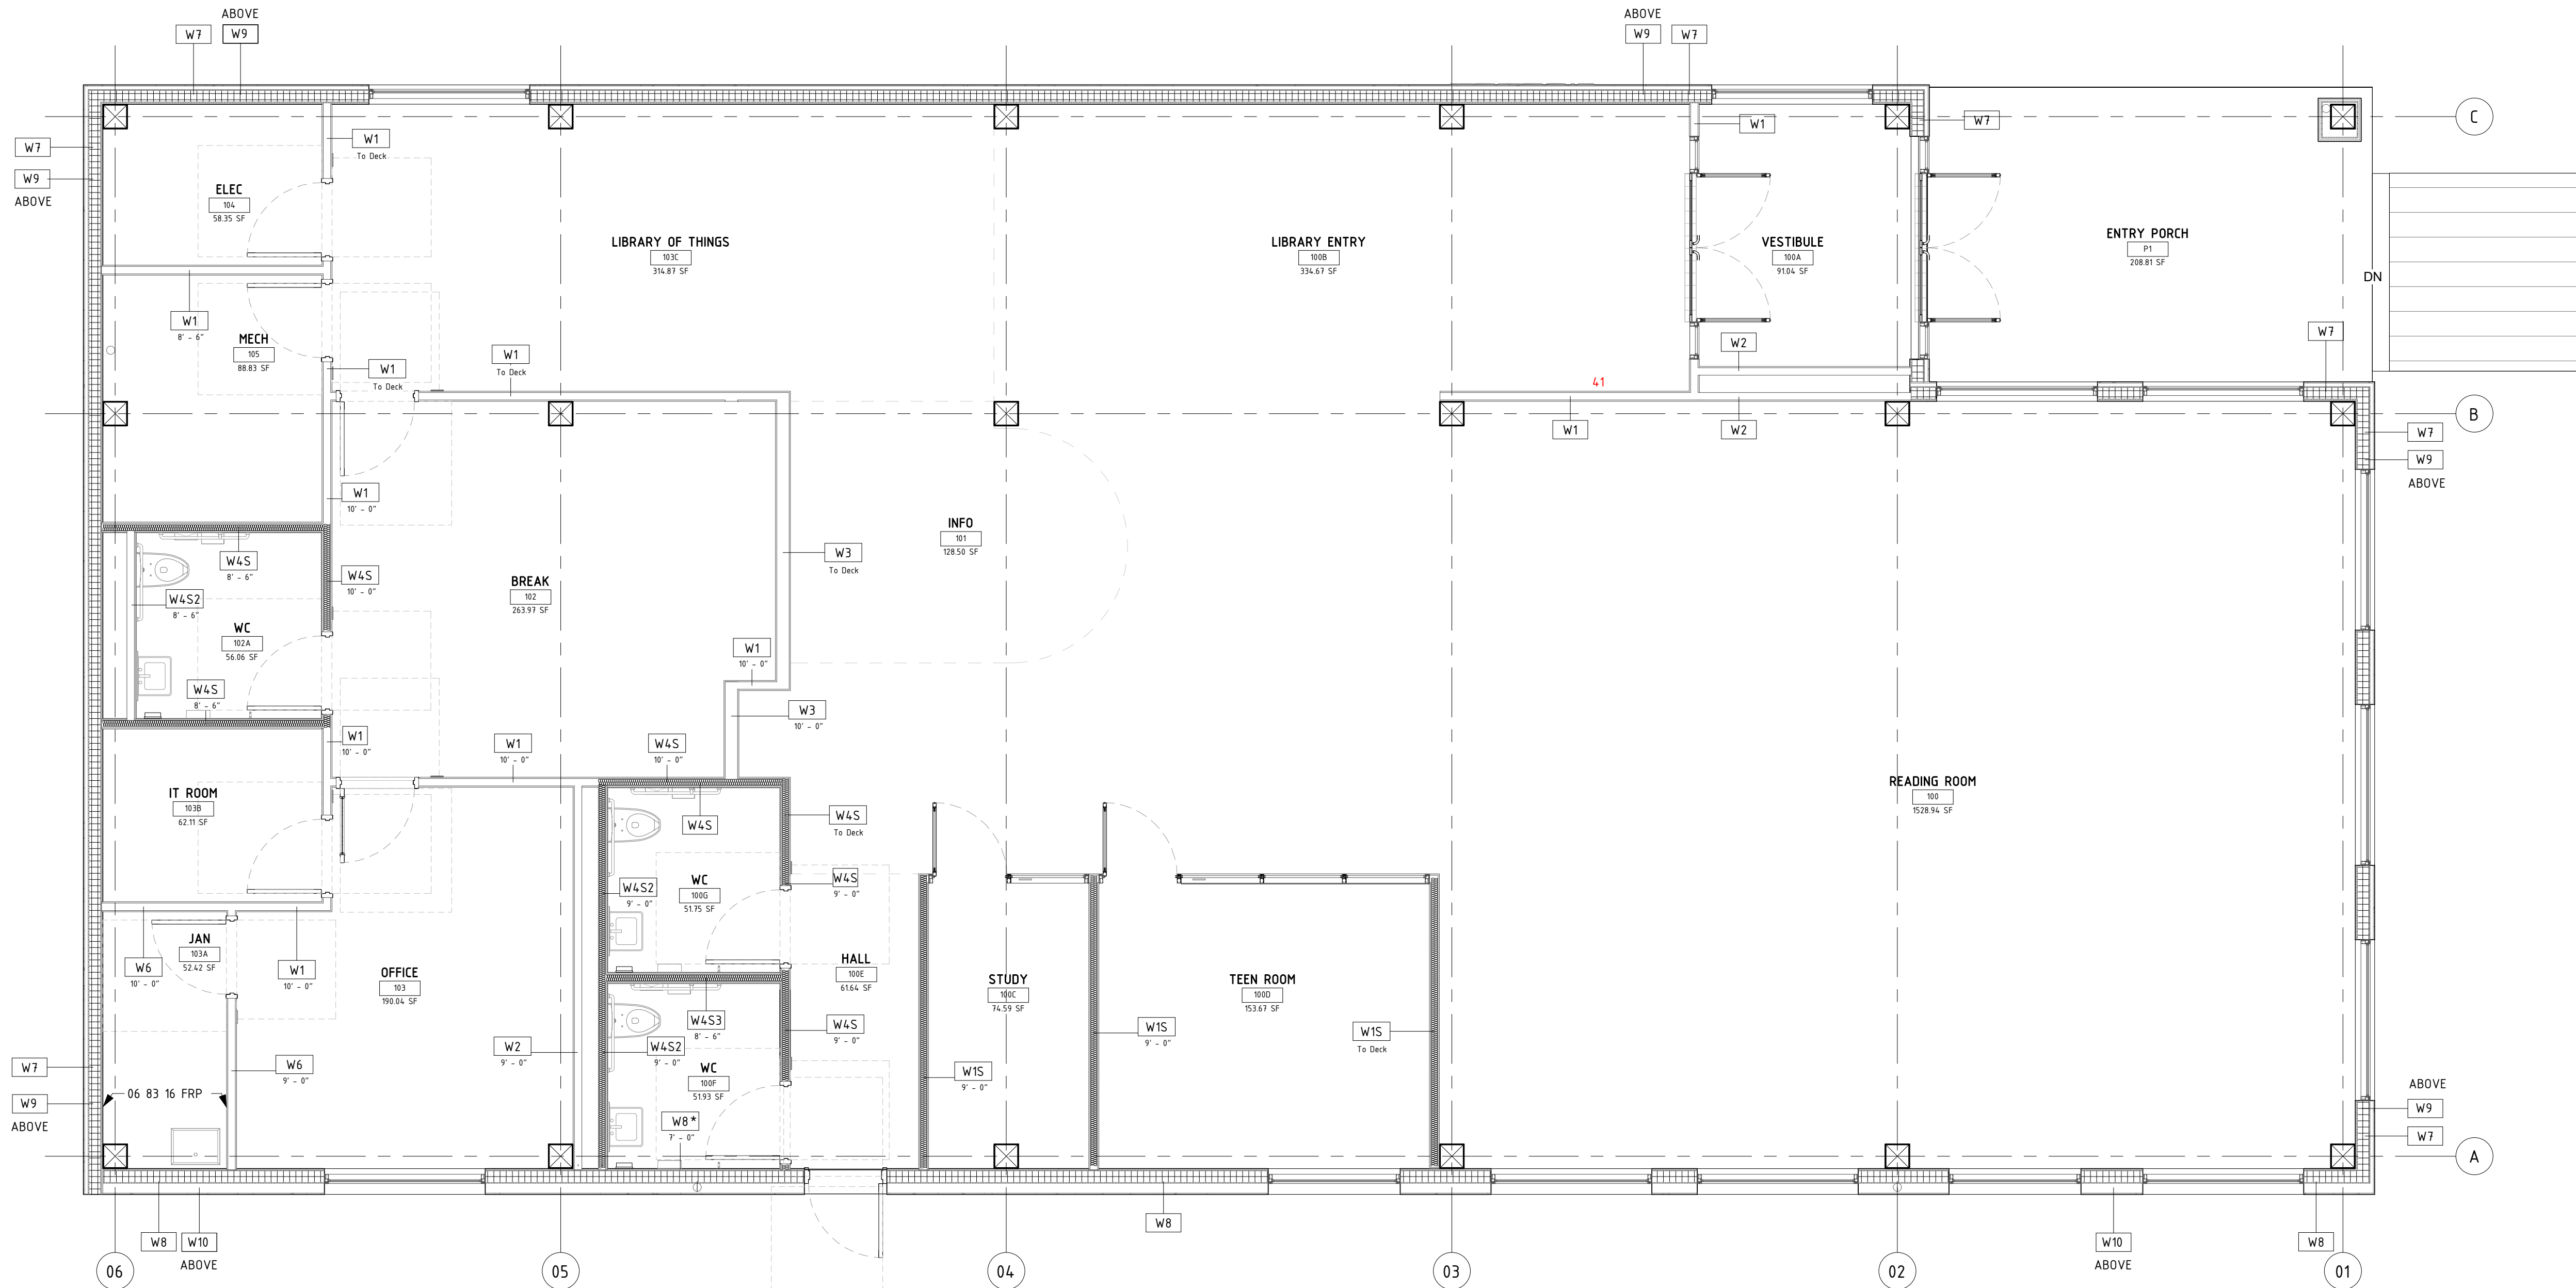 ABOVE
W7
W9
ABOVE
W9
W7
C
W7
W9
ABOVE
W1
To Deck
W1
W7
ELEC
104
58.35 SF
LIBRARY OF THINGS
103C
314.87 SF
LIBRARY ENTRY
100B
334.67 SF
VESTIBULE
100A
91.04 SF
ENTRY PORCH
P1
208.81 SF
DN
W1
8' - 6"
MECH
105
88.83 SF
W1
To Deck
W1
To Deck
W2
W7
41
W1
W2
B
W7
W9
ABOVE
W1
10' - 0"
W4S
8' - 6"
W4S
10' - 0"
W4S2
8' - 6"
WC
102A
56.06 SF
W4S
8' - 6"
BREAK
102
263.97 SF
W3
To Deck
INFO
101
128.50 SF
W1
10' - 0"
W3
10' - 0"
W1
10' - 0"
W1
10' - 0"
W4S
10' - 0"
IT ROOM
103B
62.11 SF
W4S
W4S
To Deck
READING ROOM
100
1528.94 SF
W4S2
9' - 0"
WC
100G
51.75 SF
W4S
9' - 0"
JAN
103A
52.42 SF
W6
10' - 0"
W1
10' - 0"
OFFICE
103
190.04 SF
HALL
100E
61.64 SF
STUDY
100C
74.59 SF
TEEN ROOM
100D
153.67 SF
W4S3
8' - 6"
W4S
9' - 0"
W1S
9' - 0"
W1S
To Deck
W2
9' - 0"
W4S2
9' - 0"
W6
9' - 0"
WC
100F
51.93 SF
W1S
9' - 0"
W7
W9
ABOVE
06 83 16 FRP
W8*
7' - 0"
ABOVE
W9
W7
A
W8
W10
ABOVE
W8
W10
ABOVE
W8
06
05
04
03
02
01